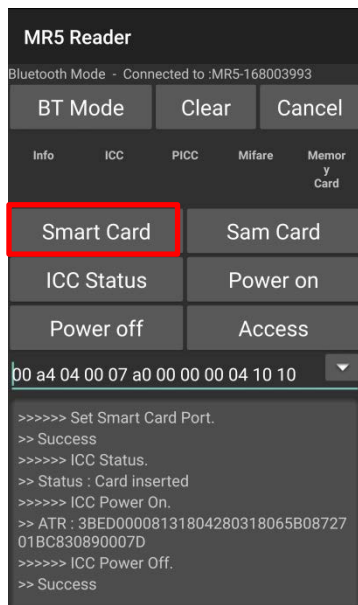 MR5 Reader
Bluetooth Mode - Connected to :MR5-168003993
BT Mode Clear Cancel
Info ICC PICC Mifare Memor
y
Card
Smart Card Sam Card
ICC Status Power on
Power off Access
00 a4 04 00 07 a0 00 00 00 04 10 10
>>>>>> Set Smart Card Port.
>> Success
>>>>>> ICC Status.
>> Status : Card inserted
>>>>>> ICC Power On.
>> ATR : 3BED00008131804280318065B08727
01BC830890007D
>>>>>> ICC Power Off.
>> Success